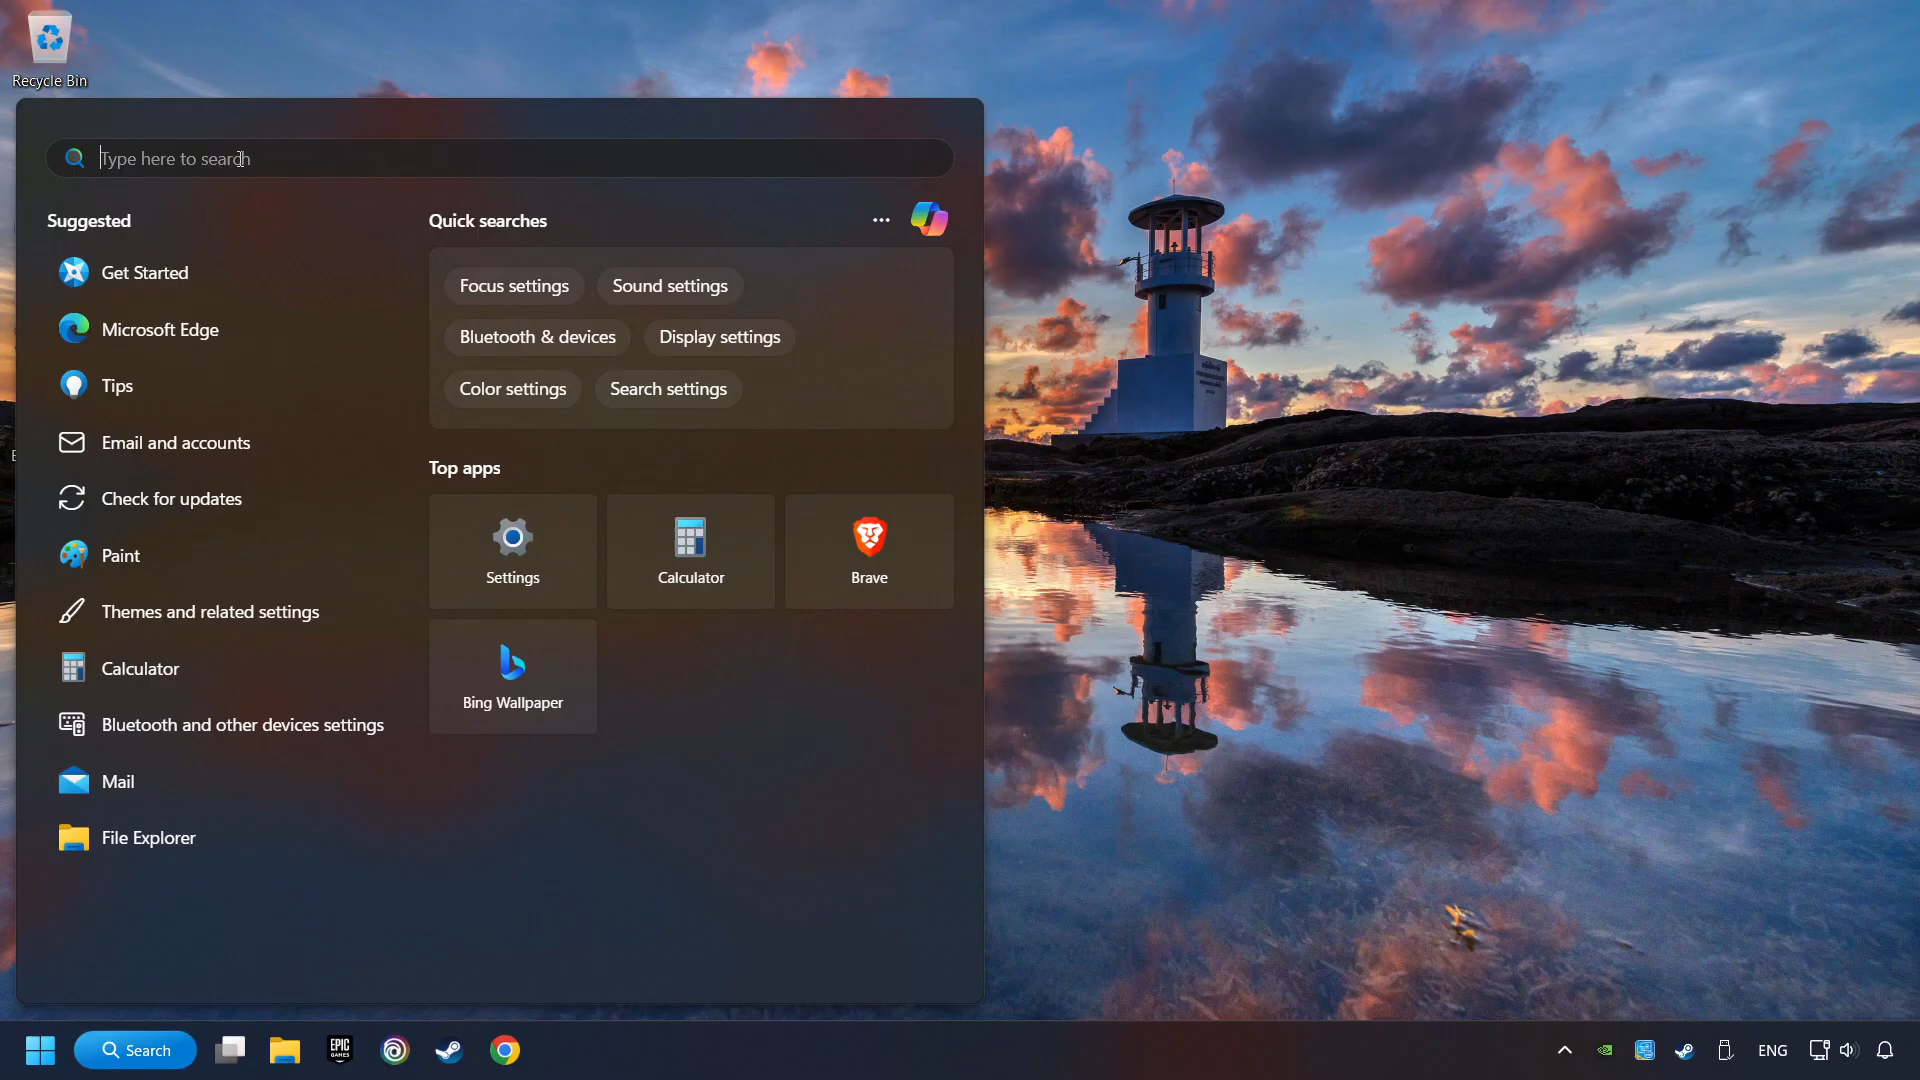 Recycle Bin
Type here to search
Suggested
Get Started
Microsoft Edge
Tips
Email and accounts
Check for updates
Paint
Themes and related settings
Calculator
Bluetooth and other devices settings
Mail
File Explorer
Quick searches
Focus settings
Sound settings
Bluetooth & devices
Display settings
Color settings
Search settings
Top apps
Settings
Calculator
Brave
Bing Wallpaper
Search
EPIC
GAMES
ENG